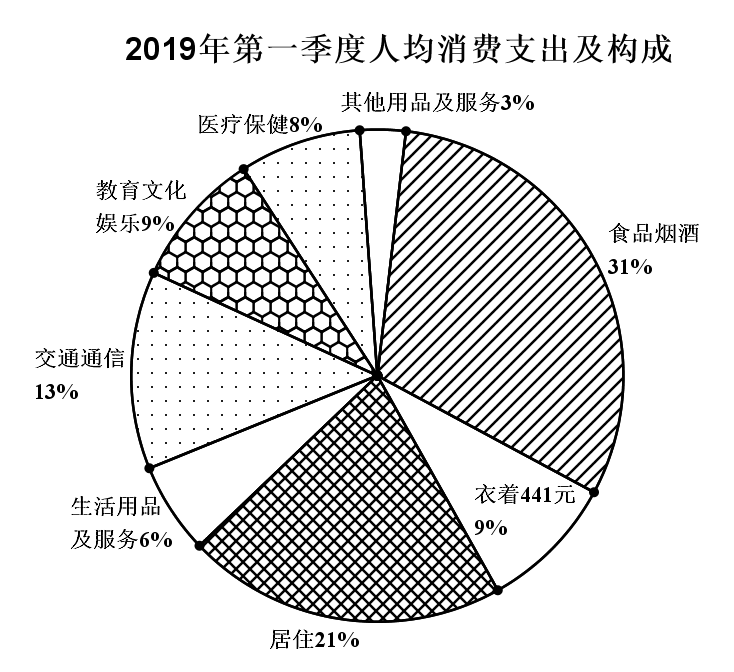 2019年第一季度人均消费支出及构成
其他用品及服务3%
医疗保健8%
教育文化
娱乐9%
食品烟酒
31%
交通通信
13%
衣着441元
9%
生活用品
及服务6%
居住21%